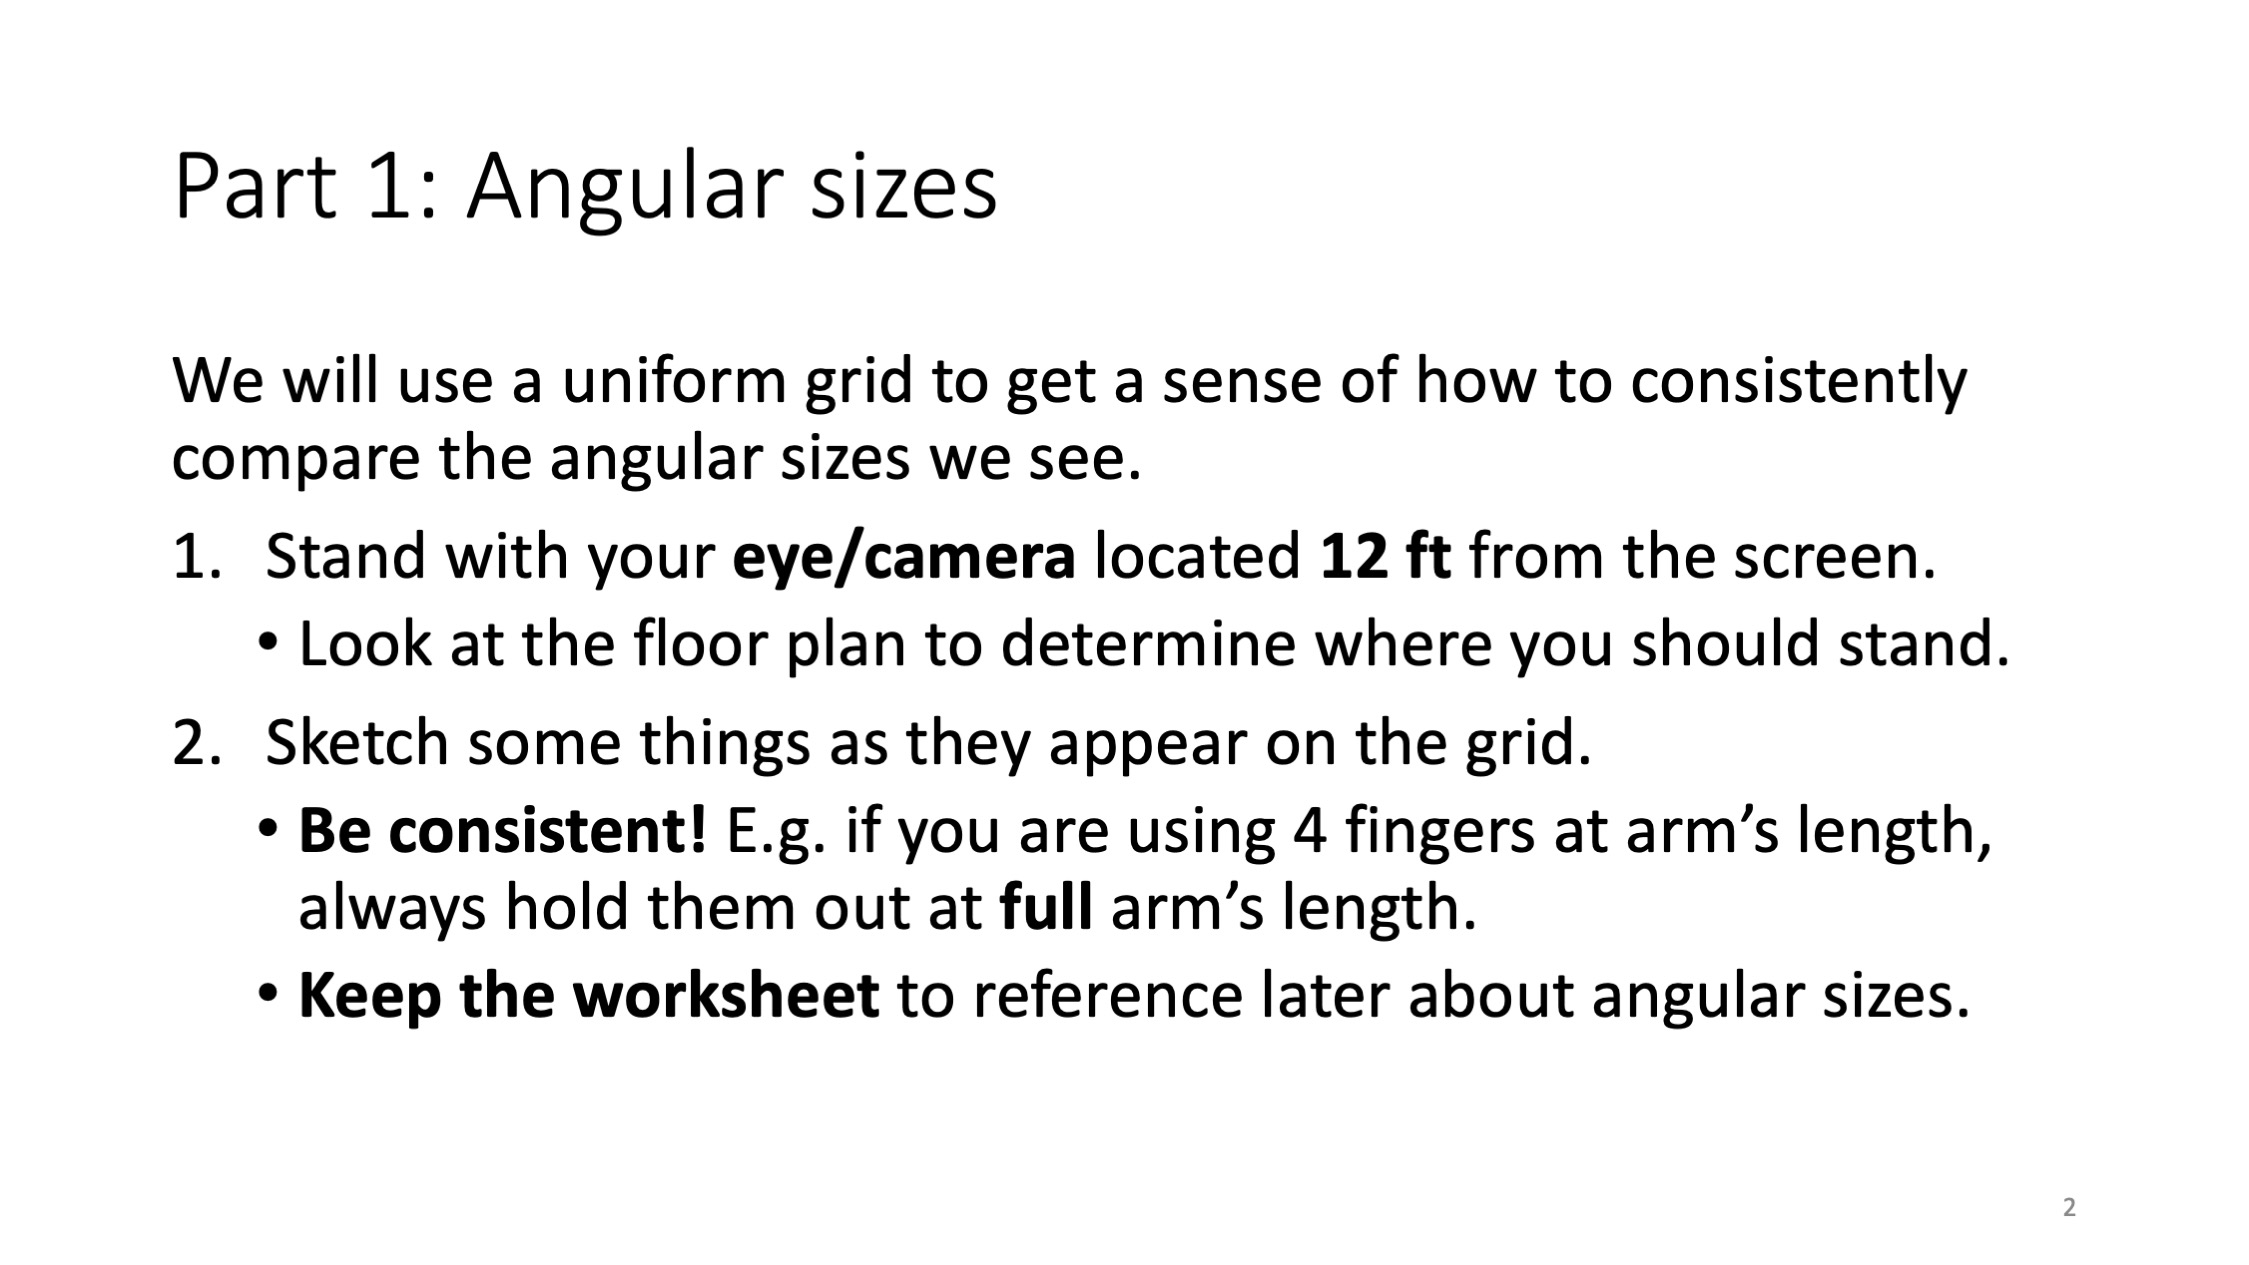 Part 1: Angular sizes
We will use a uniform grid to get a sense of how to consistently
compare the angular sizes we see.
1. Stand with your eye/camera located 12 ft from the screen.
• Look at the floor plan to determine where you should stand.
2. Sketch some things as they appear on the grid.
• Be consistent! E.g. if you are using 4 fingers at arm’s length,
always hold them out at full arm’s length.
• Keep the worksheet to reference later about angular sizes.
2